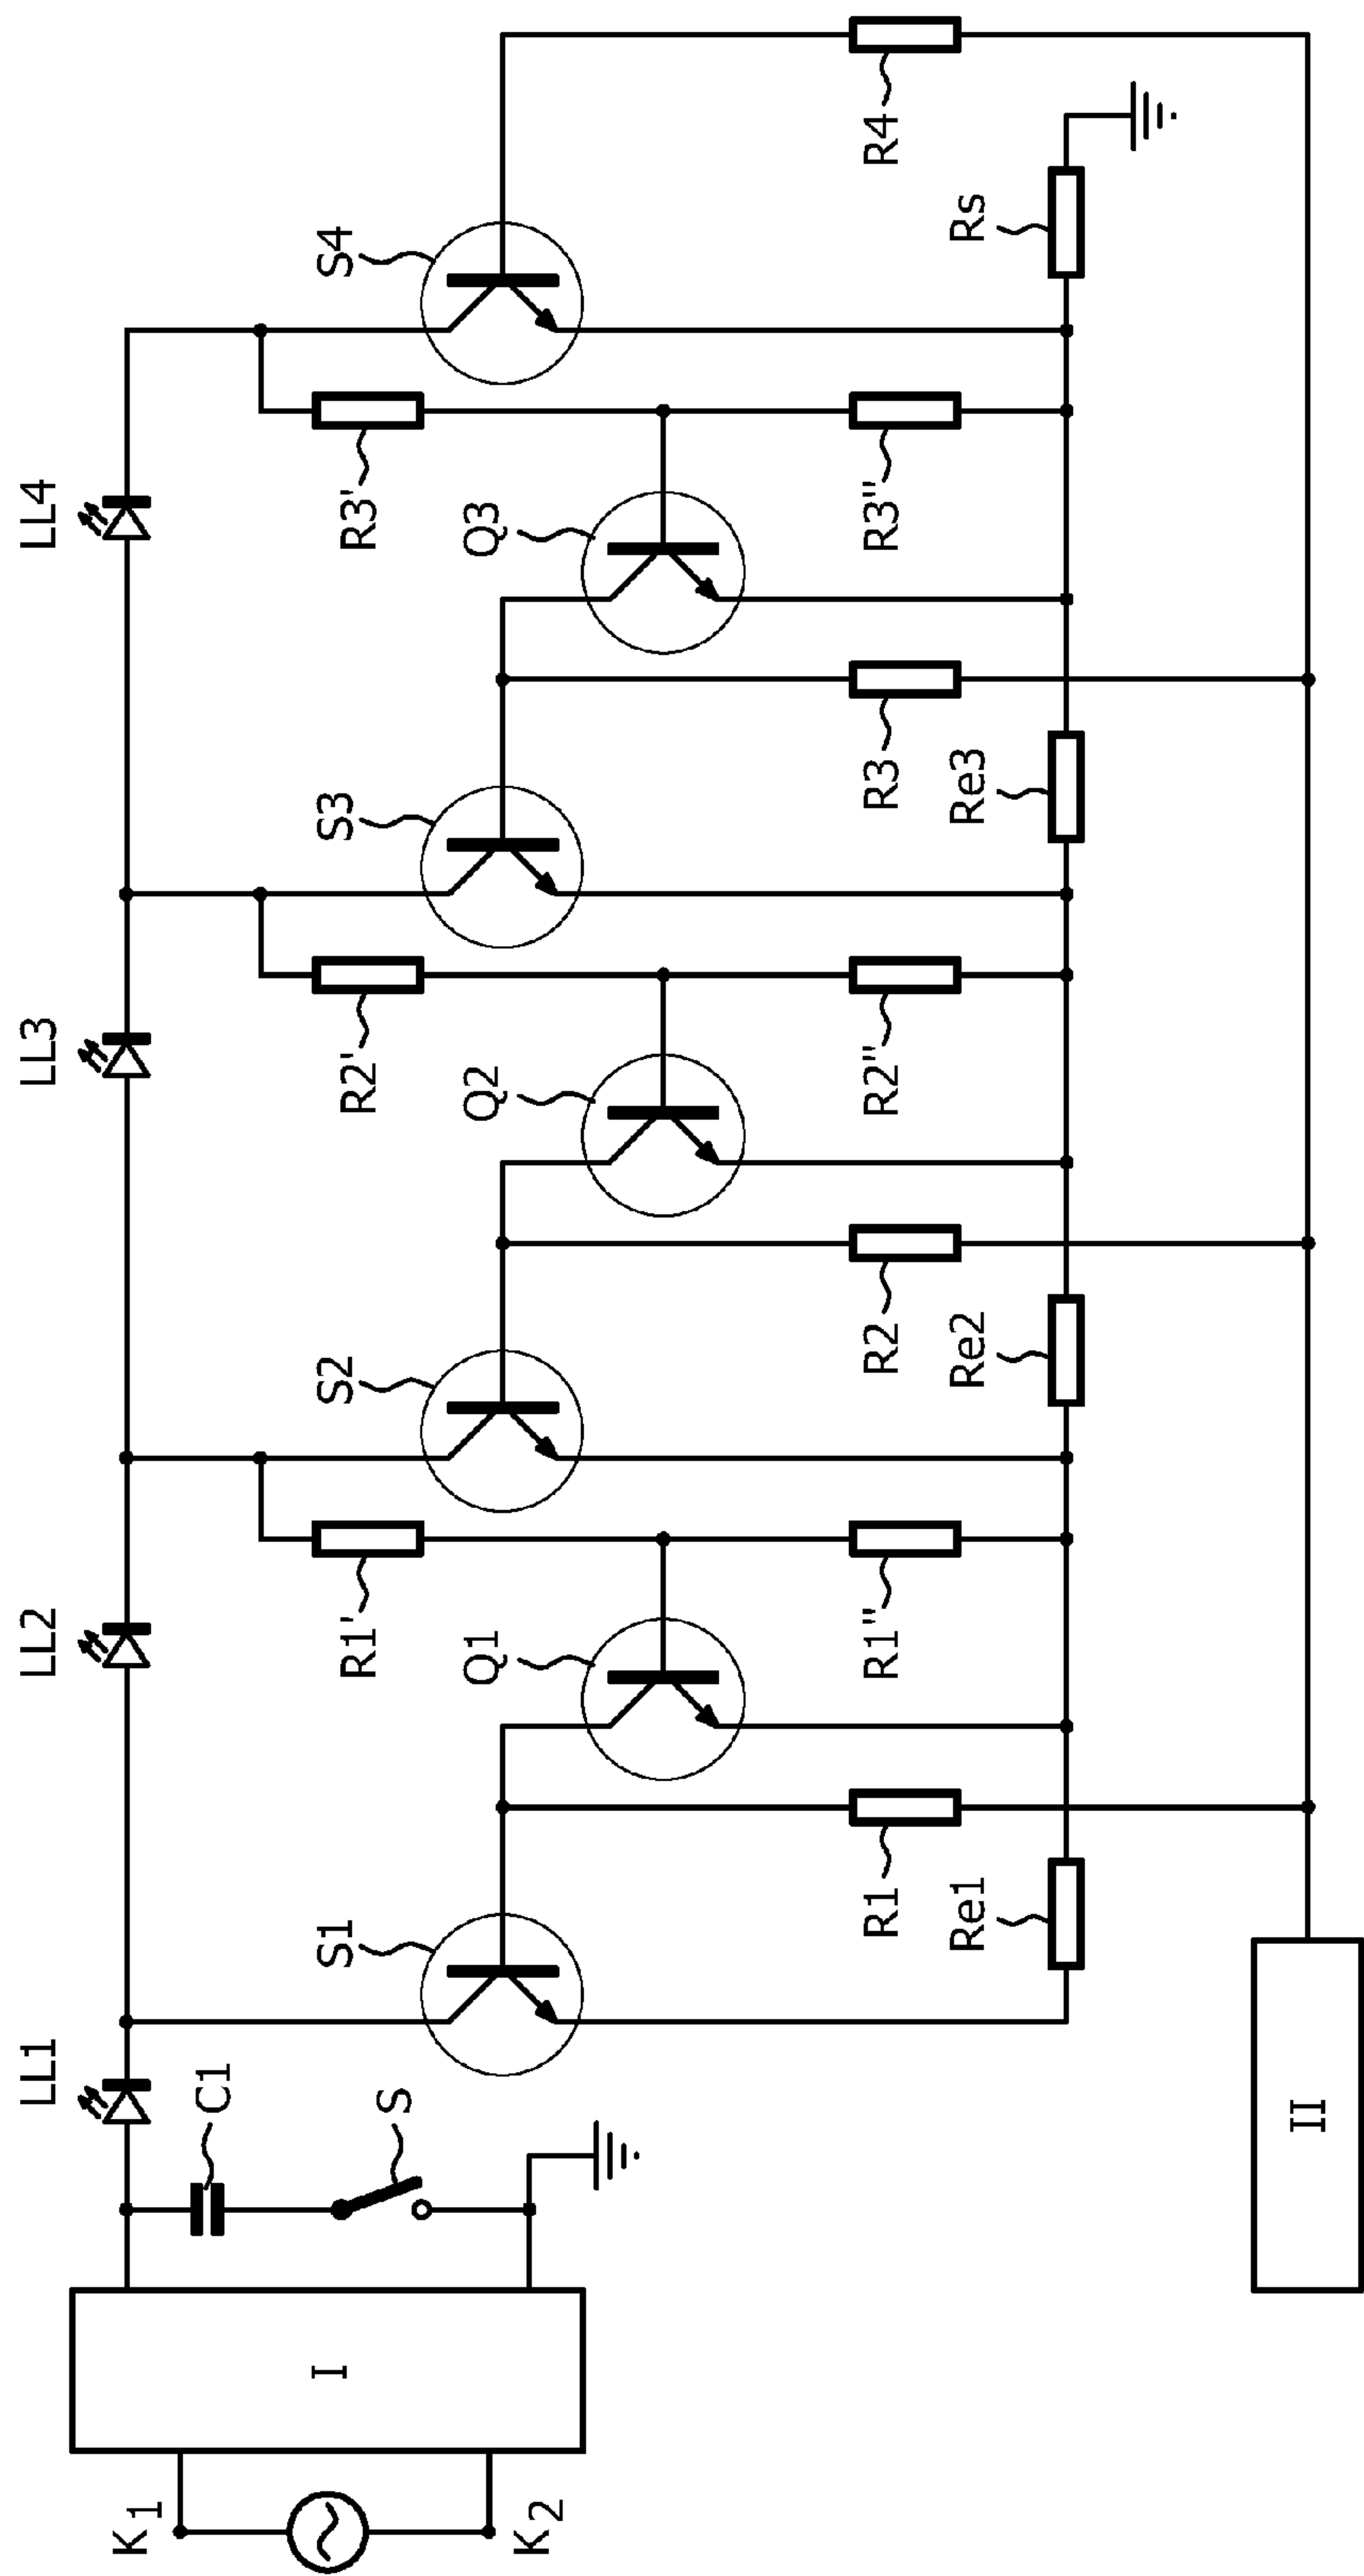 LL1
LL2
LL3
LL4
C1
S
S1
S2
S3
S4
R1'
R2'
R3'
K1
I
K2
Q1
Q2
Q3
R1
R1"
R2
R2"
R3
R3"
R4
Re1
Re2
Re3
Rs
II